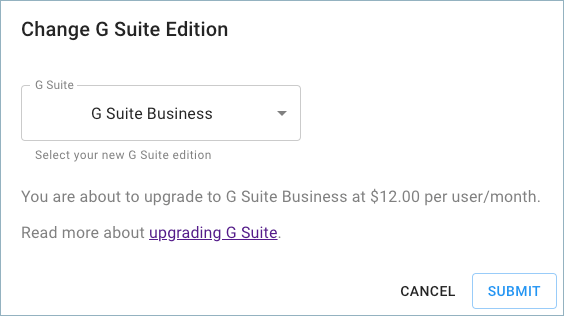 Change G Suite Edition
G Suite
G Suite Business
Select your new G Suite edition
You are about to upgrade to G Suite Business at $12.00 per user/month.
Read more about upgrading G Suite.
CANCEL SUBMIT